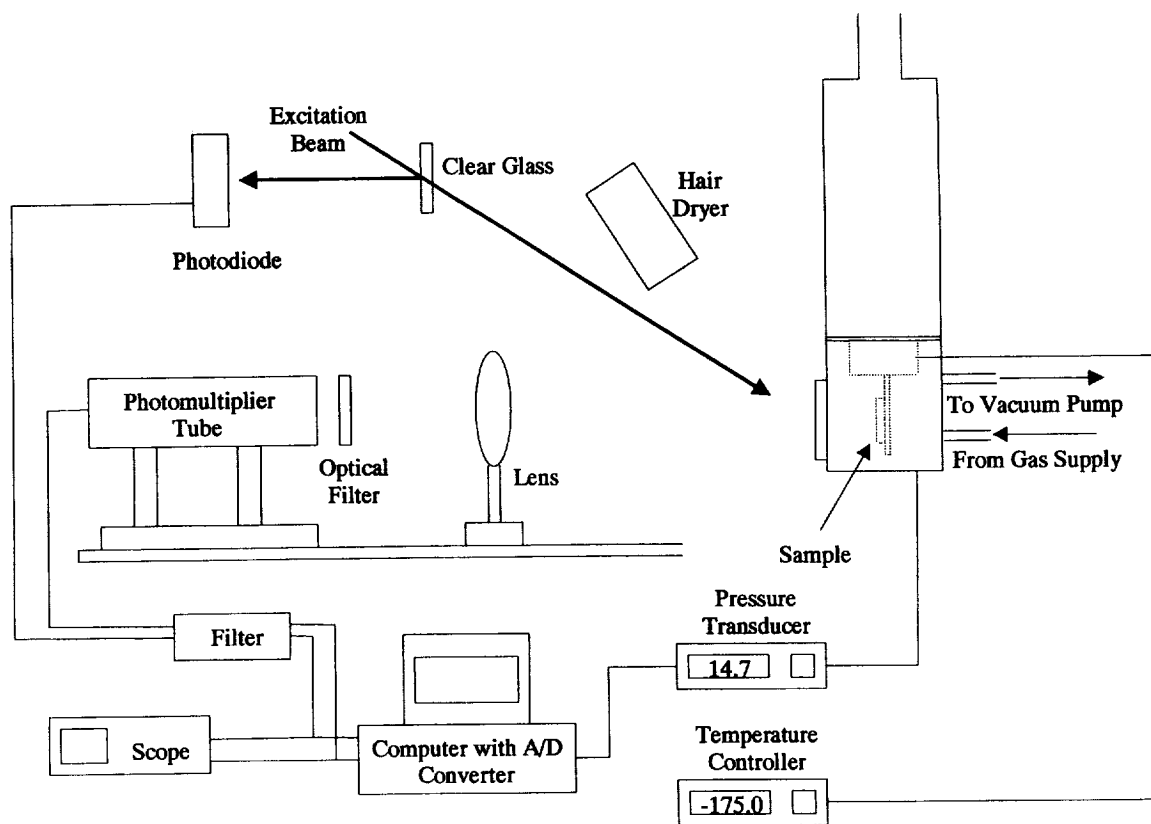 Excitation
Beam
Clear Glass
Hair
Dryer
Photodiode
Photomultiplier
Tube
Optical
Filter
Lens
To Vacuum Pump
From Gas Supply
Sample
Pressure
Transducer
14.7
Filter
Scope
Computer with A/D
Converter
Temperature
Controller
-175.0